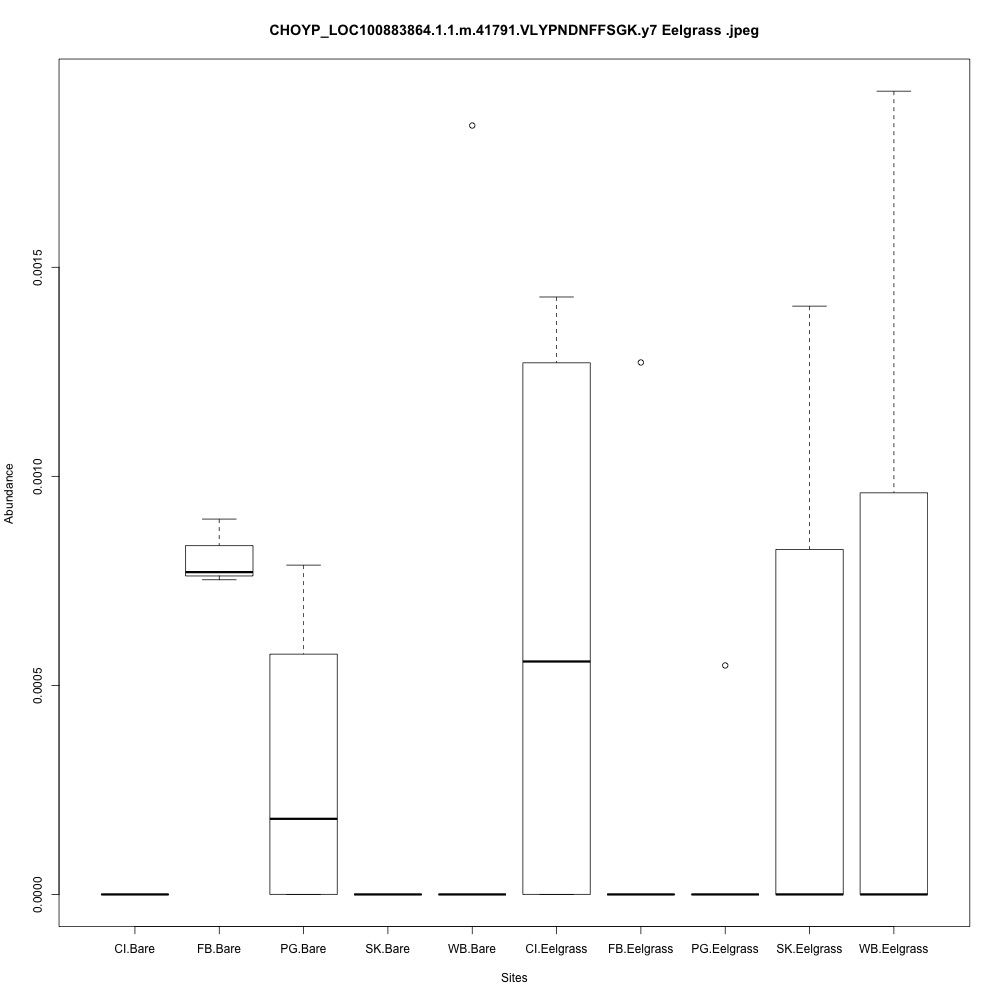 CHOYP_LOC100883864.1.1.m.41791.VLYPNDNFFSGK.y7 Eelgrass .jpeg
Abundance
0.0015
0.0010
0.0005
0.0000
CI.Bare FB.Bare PG.Bare SK.Bare WB.Bare CI.Eelgrass FB.Eelgrass PG.Eelgrass SK.Eelgrass WB.Eelgrass
Sites